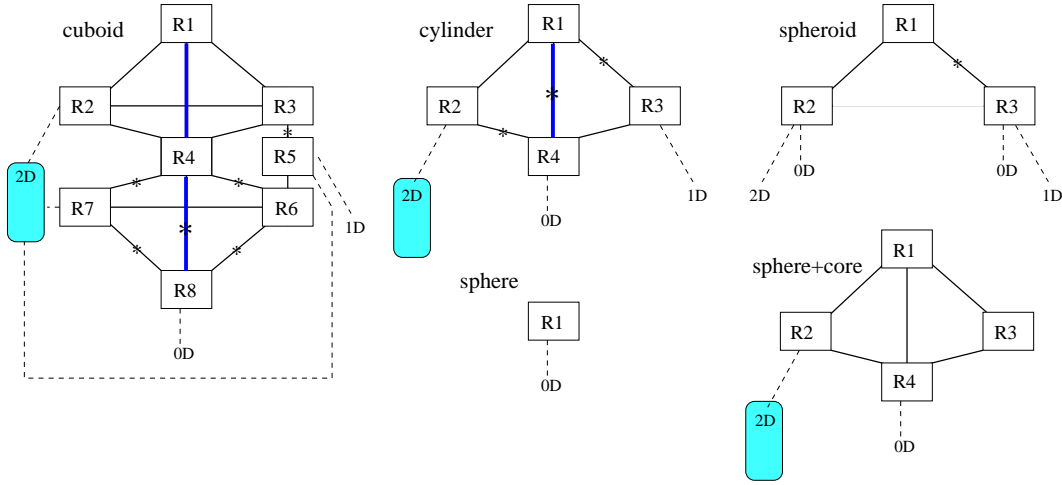 cuboid
R1
R2
R3
R4
R5
2D
R7
R6
1D
R8
0D
cylinder
R1
R2
R3
R4
2D
0D
1D
sphere
R1
0D
spheroid
R1
R2
R3
2D
0D
0D
1D
sphere+core
R1
R2
R3
R4
2D
0D